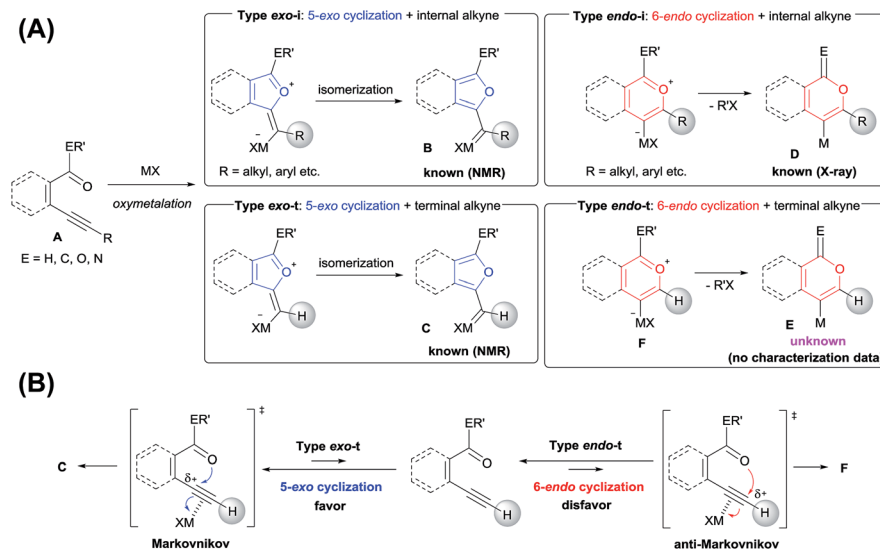 (A)
Type exo-i: 5-exo cyclization + internal alkyne
ER'
O
+
−
XM
R
R = alkyl, aryl etc.
isomerization
ER'
O
B
XM
R
known (NMR)
Type endo-i: 6-endo cyclization + internal alkyne
ER'
O
+
R
−
MX
R = alkyl, aryl etc.
- R'X
E
O
R
M
D
known (X-ray)
ER'
O
A
R
E = H, C, O, N
MX
oxymetalation
Type exo-t: 5-exo cyclization + terminal alkyne
ER'
O
+
−
XM
H
isomerization
ER'
O
C
XM
H
known (NMR)
Type endo-t: 6-endo cyclization + terminal alkyne
ER'
O
+
H
−
MX
F
- R'X
E
O
H
M
E
unknown
(no characterization data)
(B)
C
ER'
O
δ+
H
XM
‡
Markovnikov
Type exo-t
5-exo cyclization
favor
ER'
O
H
Type endo-t
6-endo cyclization
disfavor
ER'
O
δ+
H
XM
‡
anti-Markovnikov
F